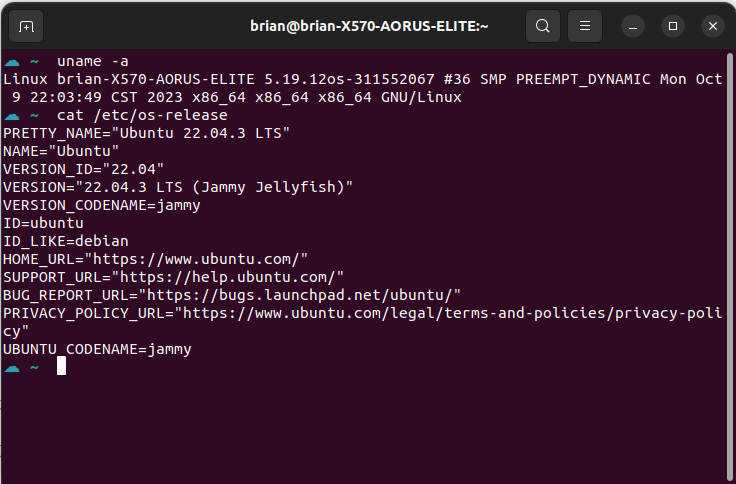 brian@brian-X570-AORUS-ELITE:~
~ uname -a
Linux brian-X570-AORUS-ELITE 5.19.12os-311552067 #36 SMP PREEMPT_DYNAMIC Mon Oct
 9 22:03:49 CST 2023 x86_64 x86_64 x86_64 GNU/Linux
~ cat /etc/os-release
PRETTY_NAME="Ubuntu 22.04.3 LTS"
NAME="Ubuntu"
VERSION_ID="22.04"
VERSION="22.04.3 LTS (Jammy Jellyfish)"
VERSION_CODENAME=jammy
ID=ubuntu
ID_LIKE=debian
HOME_URL="https://www.ubuntu.com/"
SUPPORT_URL="https://help.ubuntu.com/"
BUG_REPORT_URL="https://bugs.launchpad.net/ubuntu/"
PRIVACY_POLICY_URL="https://www.ubuntu.com/legal/terms-and-policies/privacy-poli
cy"
UBUNTU_CODENAME=jammy
~